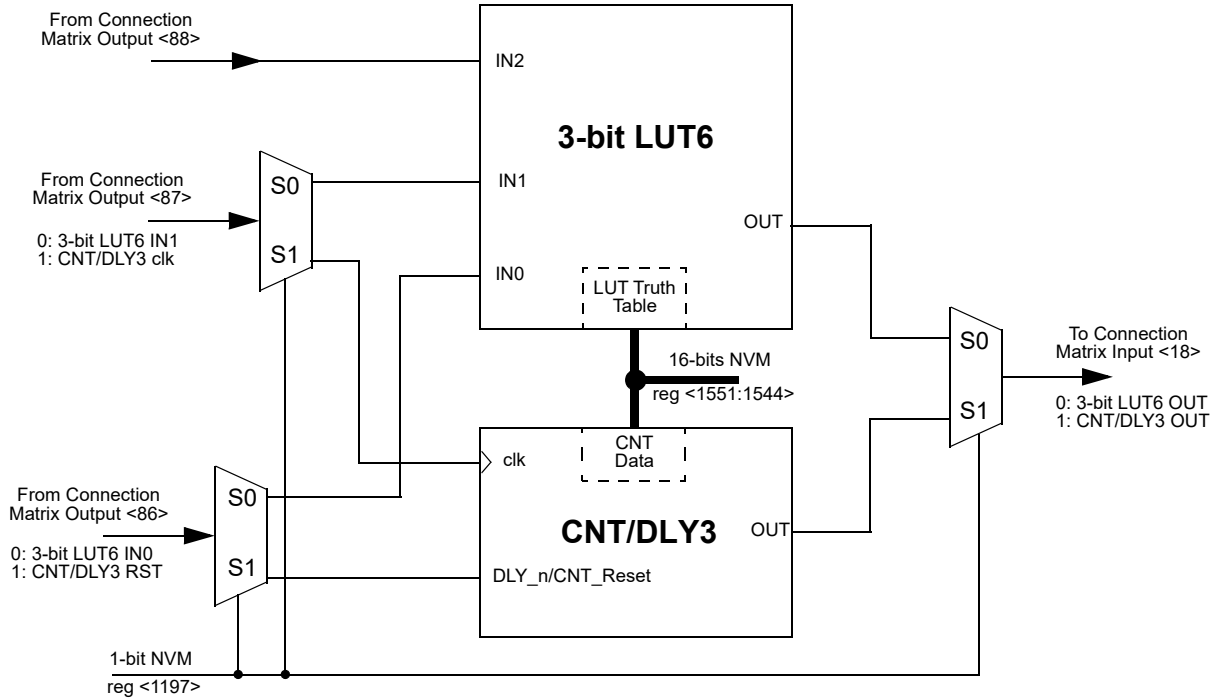 From Connection
Matrix Output <88>
IN2
3-bit LUT6
From Connection
Matrix Output <87>
S0
IN1
0: 3-bit LUT6 IN1
1: CNT/DLY3 clk
S1
OUT
IN0
LUT Truth
Table
16-bits NVM
reg <1551:1544>
S0
S1
To Connection
Matrix Input <18>
0: 3-bit LUT6 OUT
1: CNT/DLY3 OUT
clk
CNT
Data
From Connection
Matrix Output <86>
S0
0: 3-bit LUT6 IN0
1: CNT/DLY3 RST
S1
CNT/DLY3
OUT
DLY_n/CNT_Reset
1-bit NVM
reg <1197>